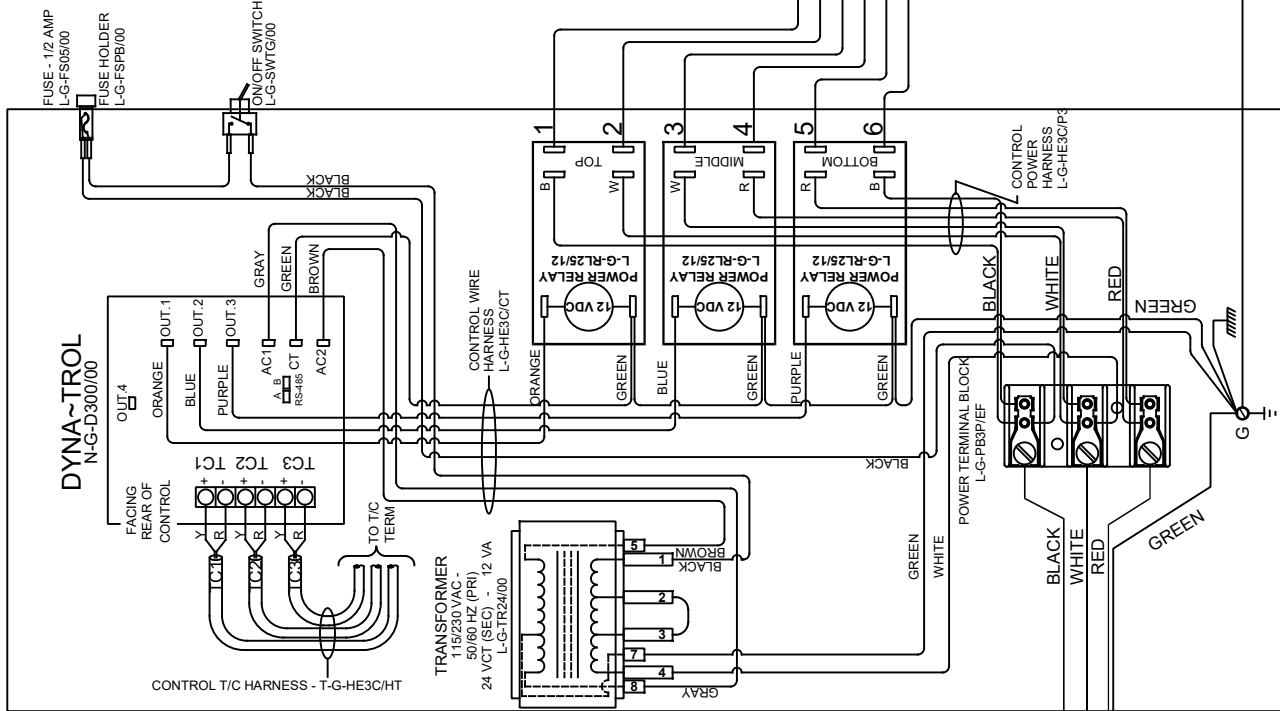 FUSE - 1/2 AMP
L-G-FS05/00
FUSE HOLDER
L-G-FSPB/00
ON/OFF SWITCH
L-G-SWTG/00
BLACK
BLACK
DYNA~TROL
N-G-D300/00
OUT.4
OUT.1
OUT.2
OUT.3
AC1
CT
AC2
A B
RS-485
ORANGE
BLUE
PURPLE
GRAY
GREEN
BROWN
FACING
REAR OF
CONTROL
TC1
TC2
TC3
+ - + - + -
Y R Y R Y R
TC1
TC2
TC3
TO T/C
TERM
CONTROL T/C HARNESS - T-G-HE3C/HT
CONTROL WIRE
HARNESS
L-G-HE3C/CT
1
2
3
4
5
6
TOP
MIDDLE
BOTTOM
B
W
W
R
R
B
POWER RELAY
L-G-RL25/12
POWER RELAY
L-G-RL25/12
POWER RELAY
L-G-RL25/12
12 VDC
12 VDC
12 VDC
ORANGE
GREEN
BLUE
GREEN
PURPLE
GREEN
CONTROL
POWER
HARNESS
L-G-HE3C/P3
BLACK
WHITE
RED
GREEN
BLACK
POWER TERMINAL BLOCK
L-G-PB3P/EF
G
TRANSFORMER
115/230 VAC -
50/60 HZ (PRI)
24 VCT (SEC) - 12 VA
L-G-TR24/00
5
1
2
3
7
4
8
BROWN
BLACK
GRAY
GREEN
WHITE
BLACK
WHITE
RED
GREEN